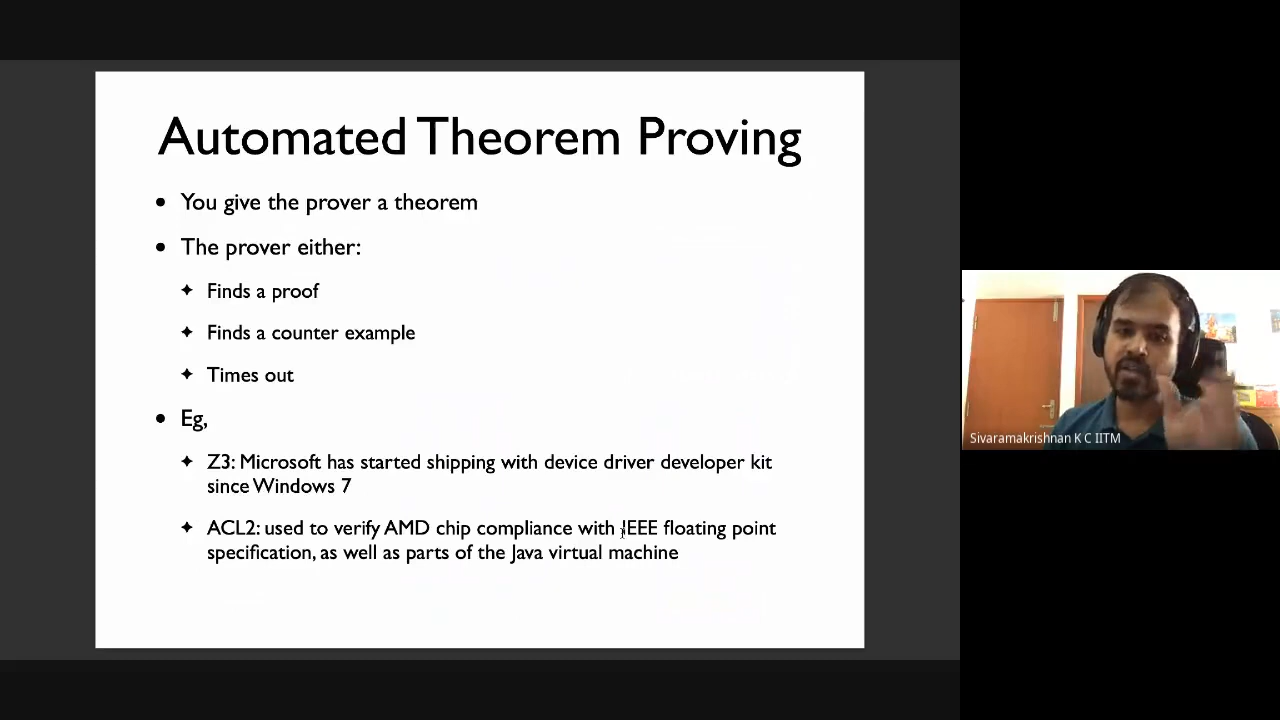 Automated Theorem Proving
• You give the prover a theorem
• The prover either:
✦ Finds a proof
✦ Finds a counter example
✦ Times out
• Eg,
✦ Z3: Microsoft has started shipping with device driver developer kit
since Windows 7
✦ ACL2: used to verify AMD chip compliance with IEEE floating point
specification, as well as parts of the Java virtual machine
Sivaramakrishnan K C IITM